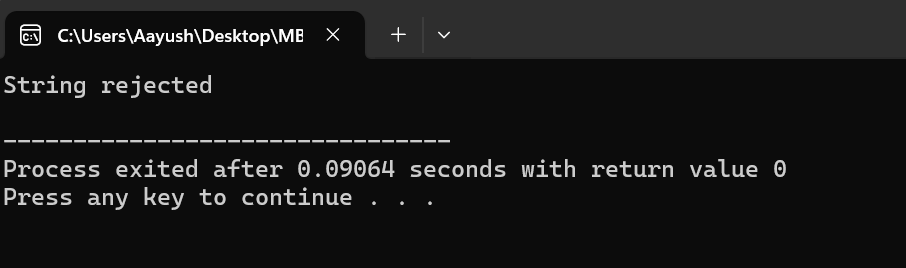 C:\Users\Aayush\Desktop\MB
String rejected
--------------------------------
Process exited after 0.09064 seconds with return value 0
Press any key to continue . . .